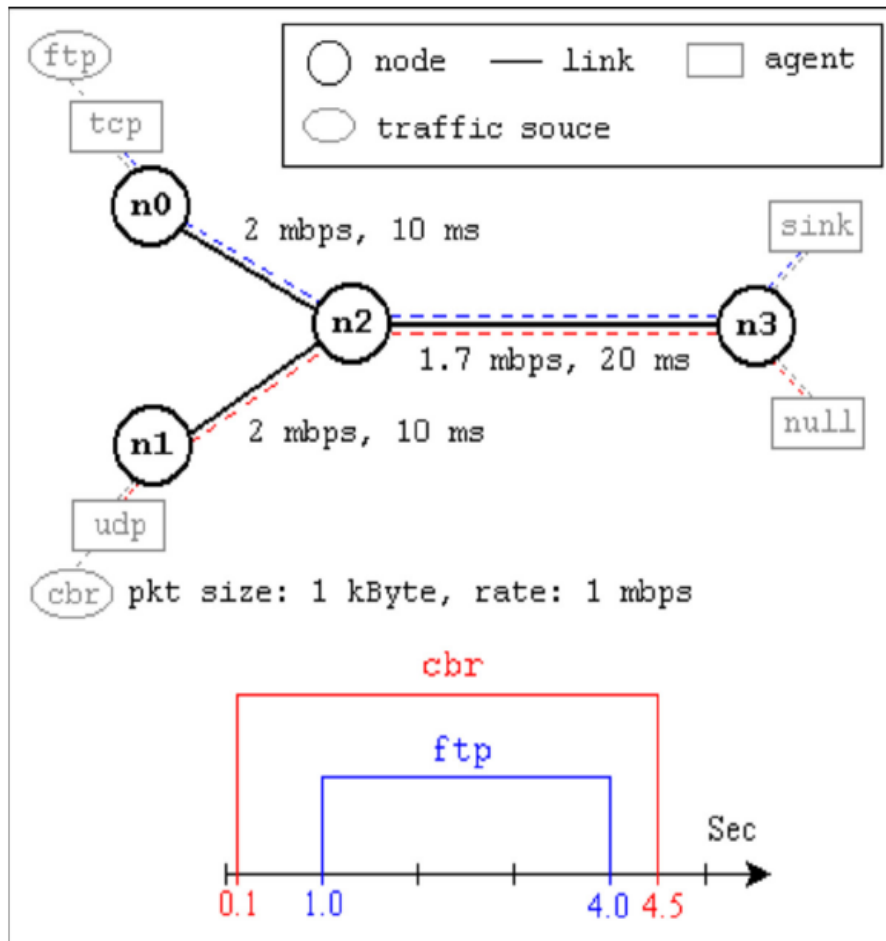 ftp
node link agent
tcp
traffic souce
n0
2 mbps, 10 ms
sink
n2
n3
1.7 mbps, 20 ms
n1
2 mbps, 10 ms
null
udp
cbr pkt size: 1 kByte, rate: 1 mbps
cbr
ftp
Sec
0.1 1.0 4.0 4.5